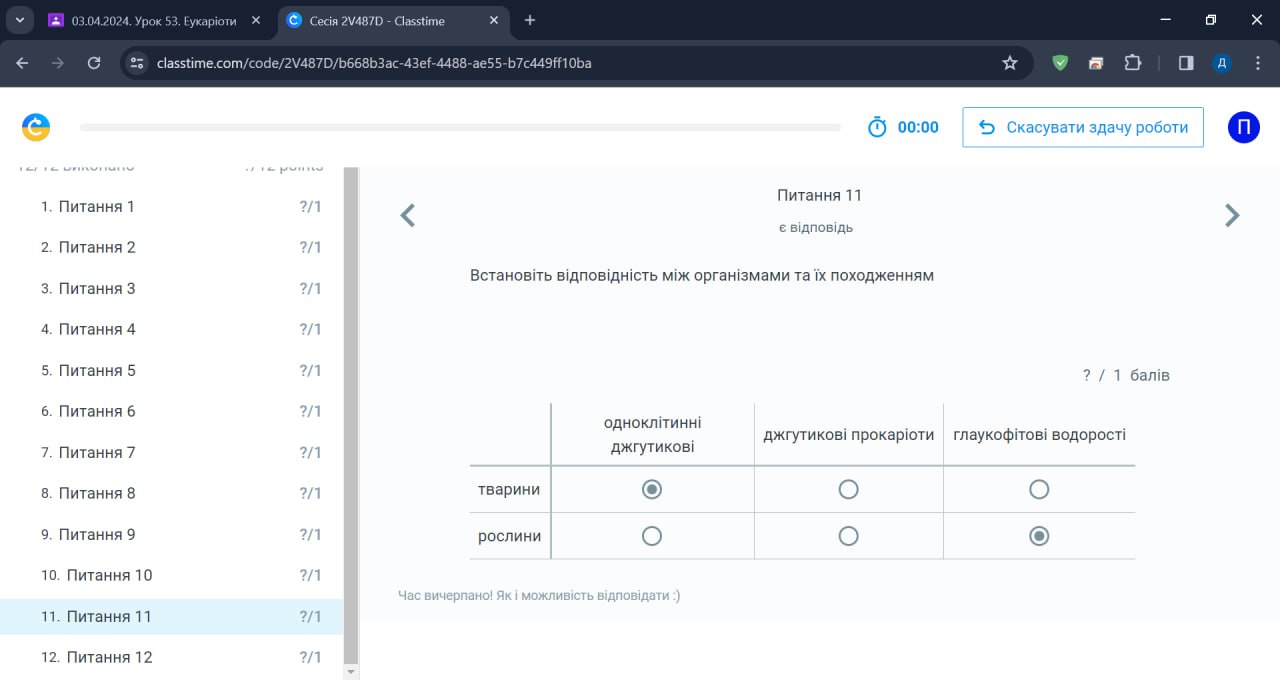 03.04.2024. Урок 53. Еукаріоти
Сесія 2V487D - Classtime
classtime.com/code/2V487D/b668b3ac-43ef-4488-ae55-b7c449ff10ba
Д
00:00
Скасувати здачу роботи
П
12/12 виконано ?/12 points
1. Питання 1 ?/1
2. Питання 2 ?/1
3. Питання 3 ?/1
4. Питання 4 ?/1
5. Питання 5 ?/1
6. Питання 6 ?/1
7. Питання 7 ?/1
8. Питання 8 ?/1
9. Питання 9 ?/1
10. Питання 10 ?/1
11. Питання 11 ?/1
12. Питання 12 ?/1
Питання 11
є відповідь
Встановіть відповідність між організмами та їх походженням
? / 1 балів
одноклітинні
джгутикові
джгутикові прокаріоти
глаукофітові водорості
тварини
рослини
Час вичерпано! Як і можливість відповідати :)